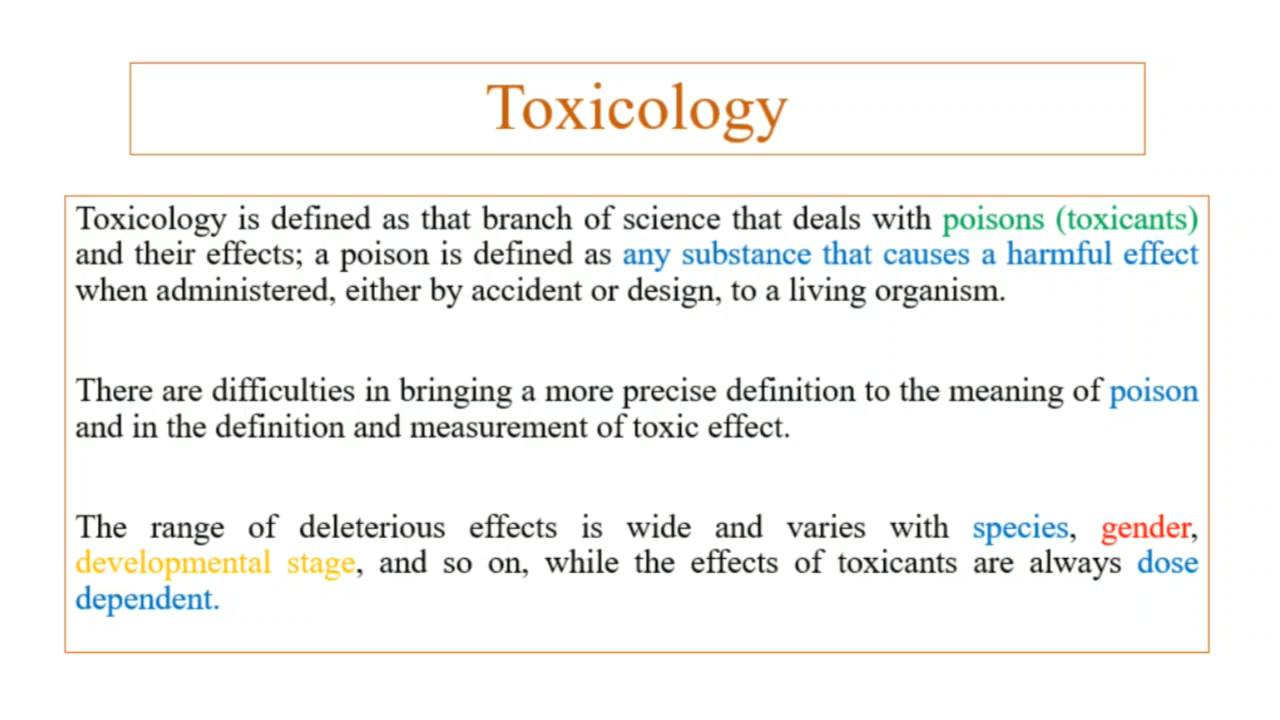 Toxicology
Toxicology is defined as that branch of science that deals with poisons (toxicants)
and their effects; a poison is defined as any substance that causes a harmful effect
when administered, either by accident or design, to a living organism.
There are difficulties in bringing a more precise definition to the meaning of poison
and in the definition and measurement of toxic effect.
The range of deleterious effects is wide and varies with species, gender,
developmental stage, and so on, while the effects of toxicants are always dose
dependent.